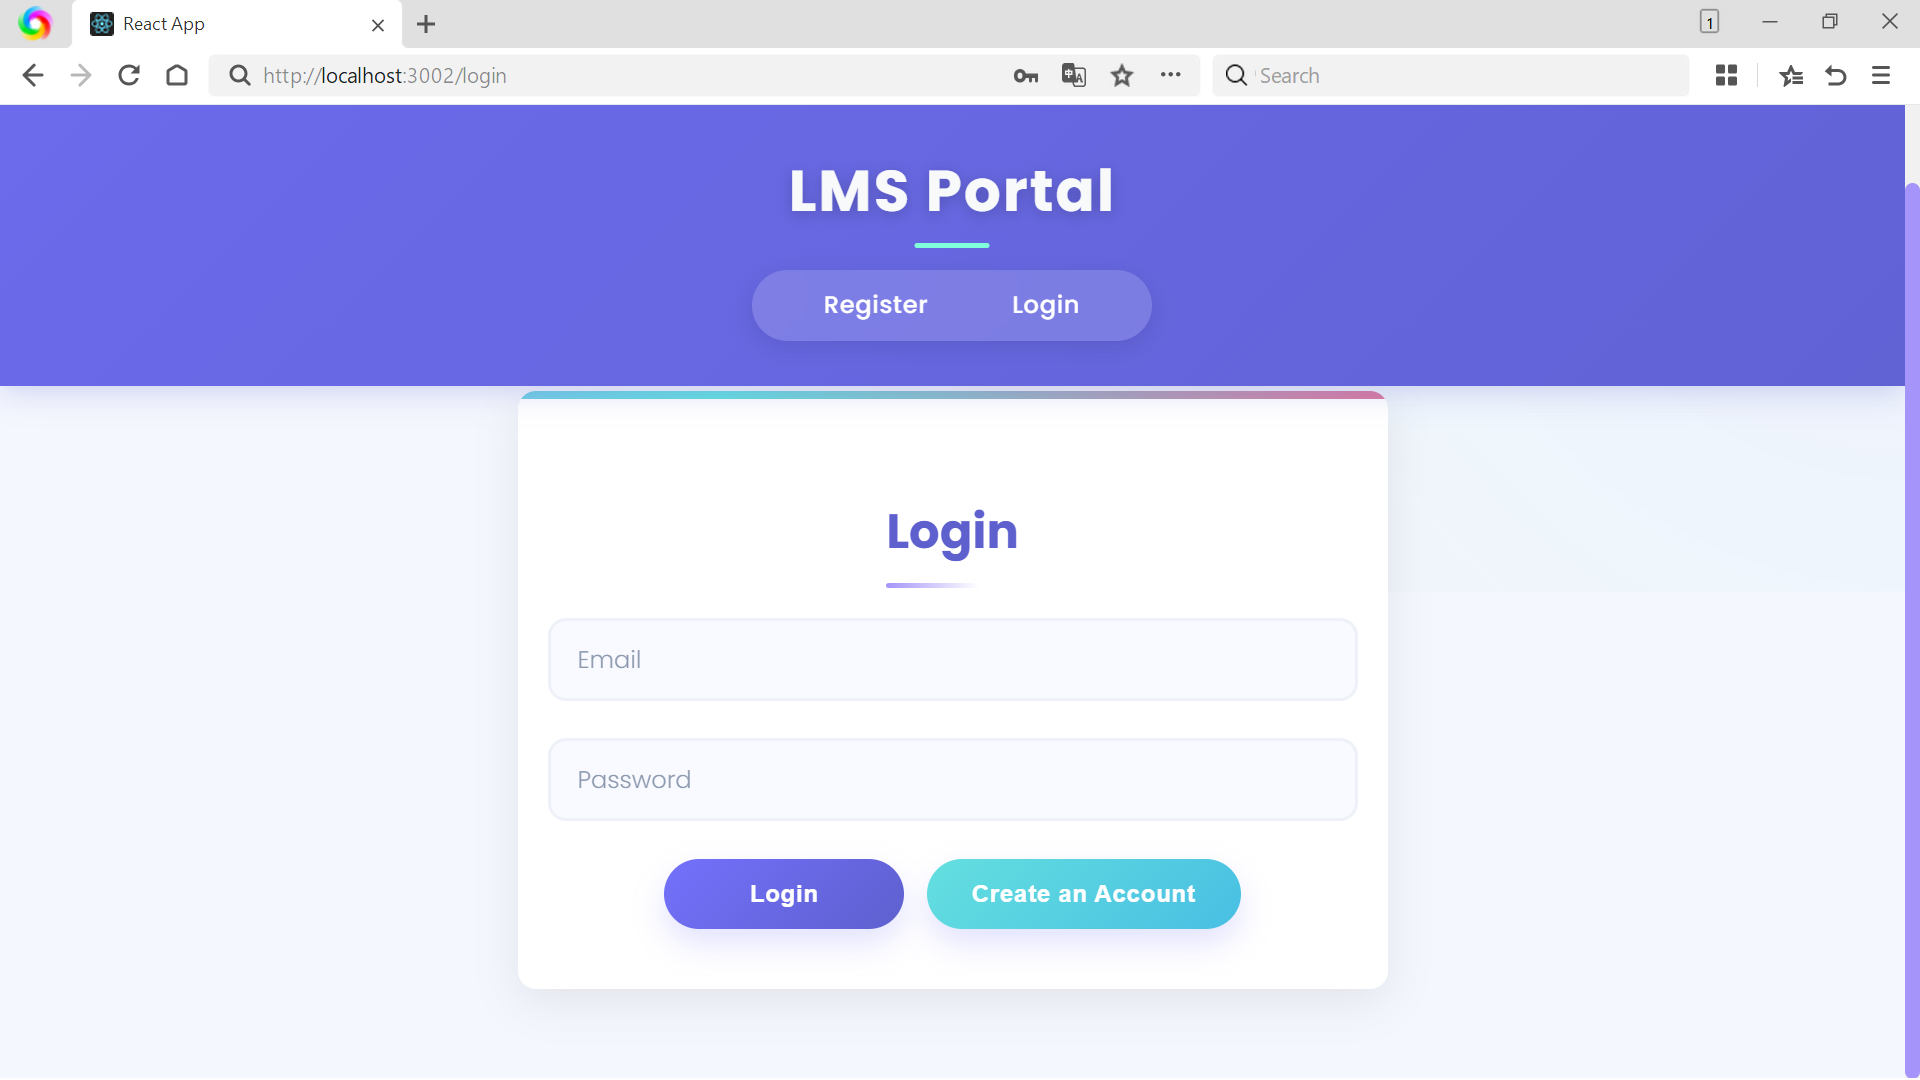 React App
1
http://localhost:3002/login
Search
LMS Portal
Register Login
Login
Email
Password
Login Create an Account